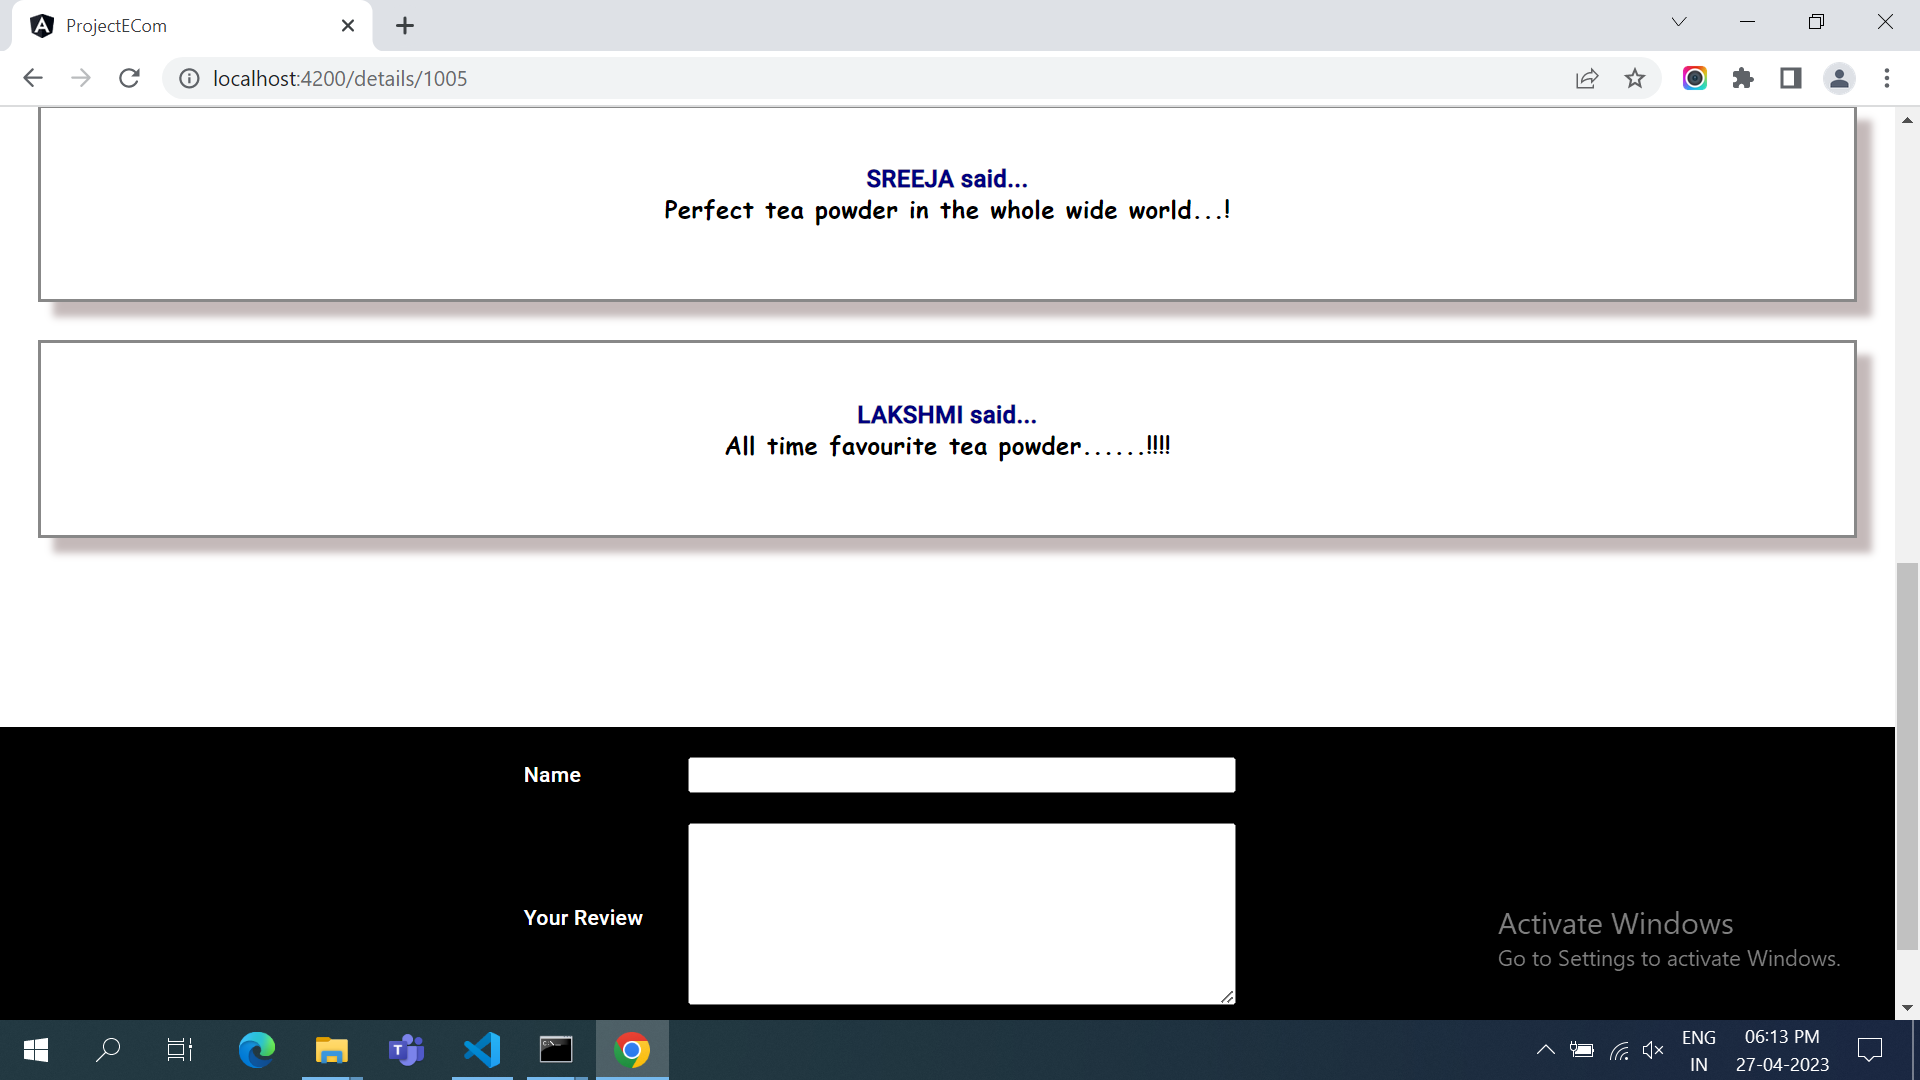 ProjectECom
localhost:4200/details/1005
SREEJA said...
Perfect tea powder in the whole wide world...!
LAKSHMI said...
All time favourite tea powder......!!!!
Name
Your Review
Activate Windows
Go to Settings to activate Windows.
ENG
IN
06:13 PM
27-04-2023